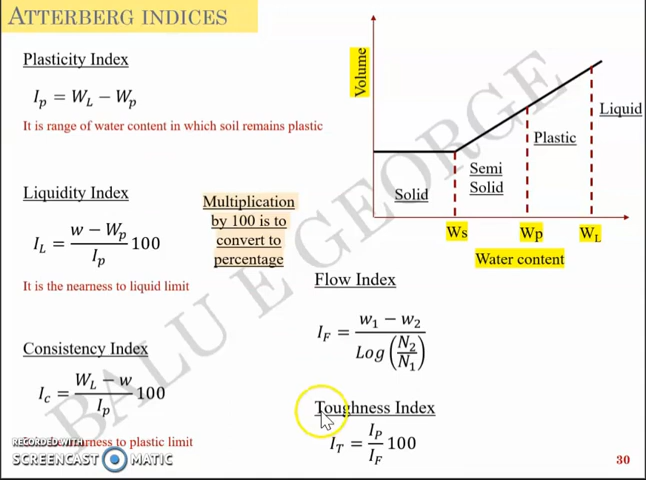 ATTERBERG INDICES
Plasticity Index
I_p = W_L − W_p
It is range of water content in which soil remains plastic
Liquidity Index
I_L = (w − W_p / I_p) 100
It is the nearness to liquid limit
Multiplication
by 100 is to
convert to
percentage
Consistency Index
I_c = (W_L − w / I_p) 100
nearness to plastic limit
Volume
Solid
Semi
Solid
Plastic
Liquid
Ws
Wp
W_L
Water content
Flow Index
I_F = w_1 − w_2 / Log (N_2 / N_1)
Toughness Index
I_T = (I_P / I_F) 100
BALU E GEORGE
RECORDED WITH
SCREENCAST MATIC
30